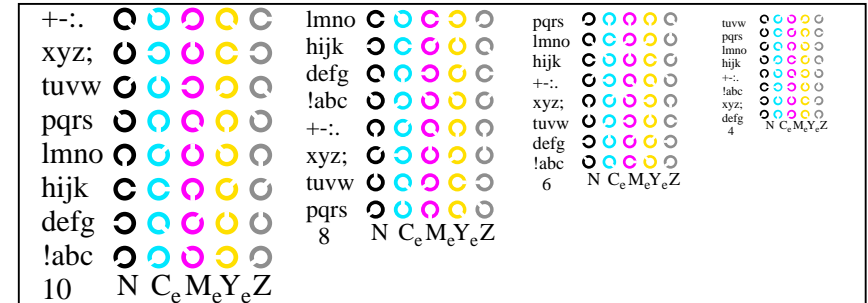 +-:.
xyz;
tuvw
pqrs
lmno
hijk
defg
!abc
10 N CeMeYeZ
lmno
hijk
defg
!abc
+-:.
xyz;
tuvw
pqrs
8 N CeMeYeZ
pqrs
lmno
hijk
+-:.
xyz;
tuvw
defg
!abc
6 N CeMeYeZ
tuvw
pqrs
lmno
hijk
+-:.
!abc
xyz;
defg
4 N CeMeYeZ